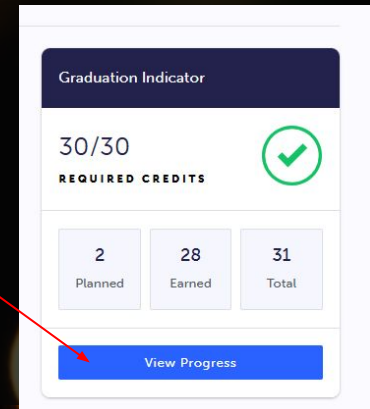 Graduation Indicator
30/30
REQUIRED CREDITS
2 28 31
Planned Earned Total
View Progress